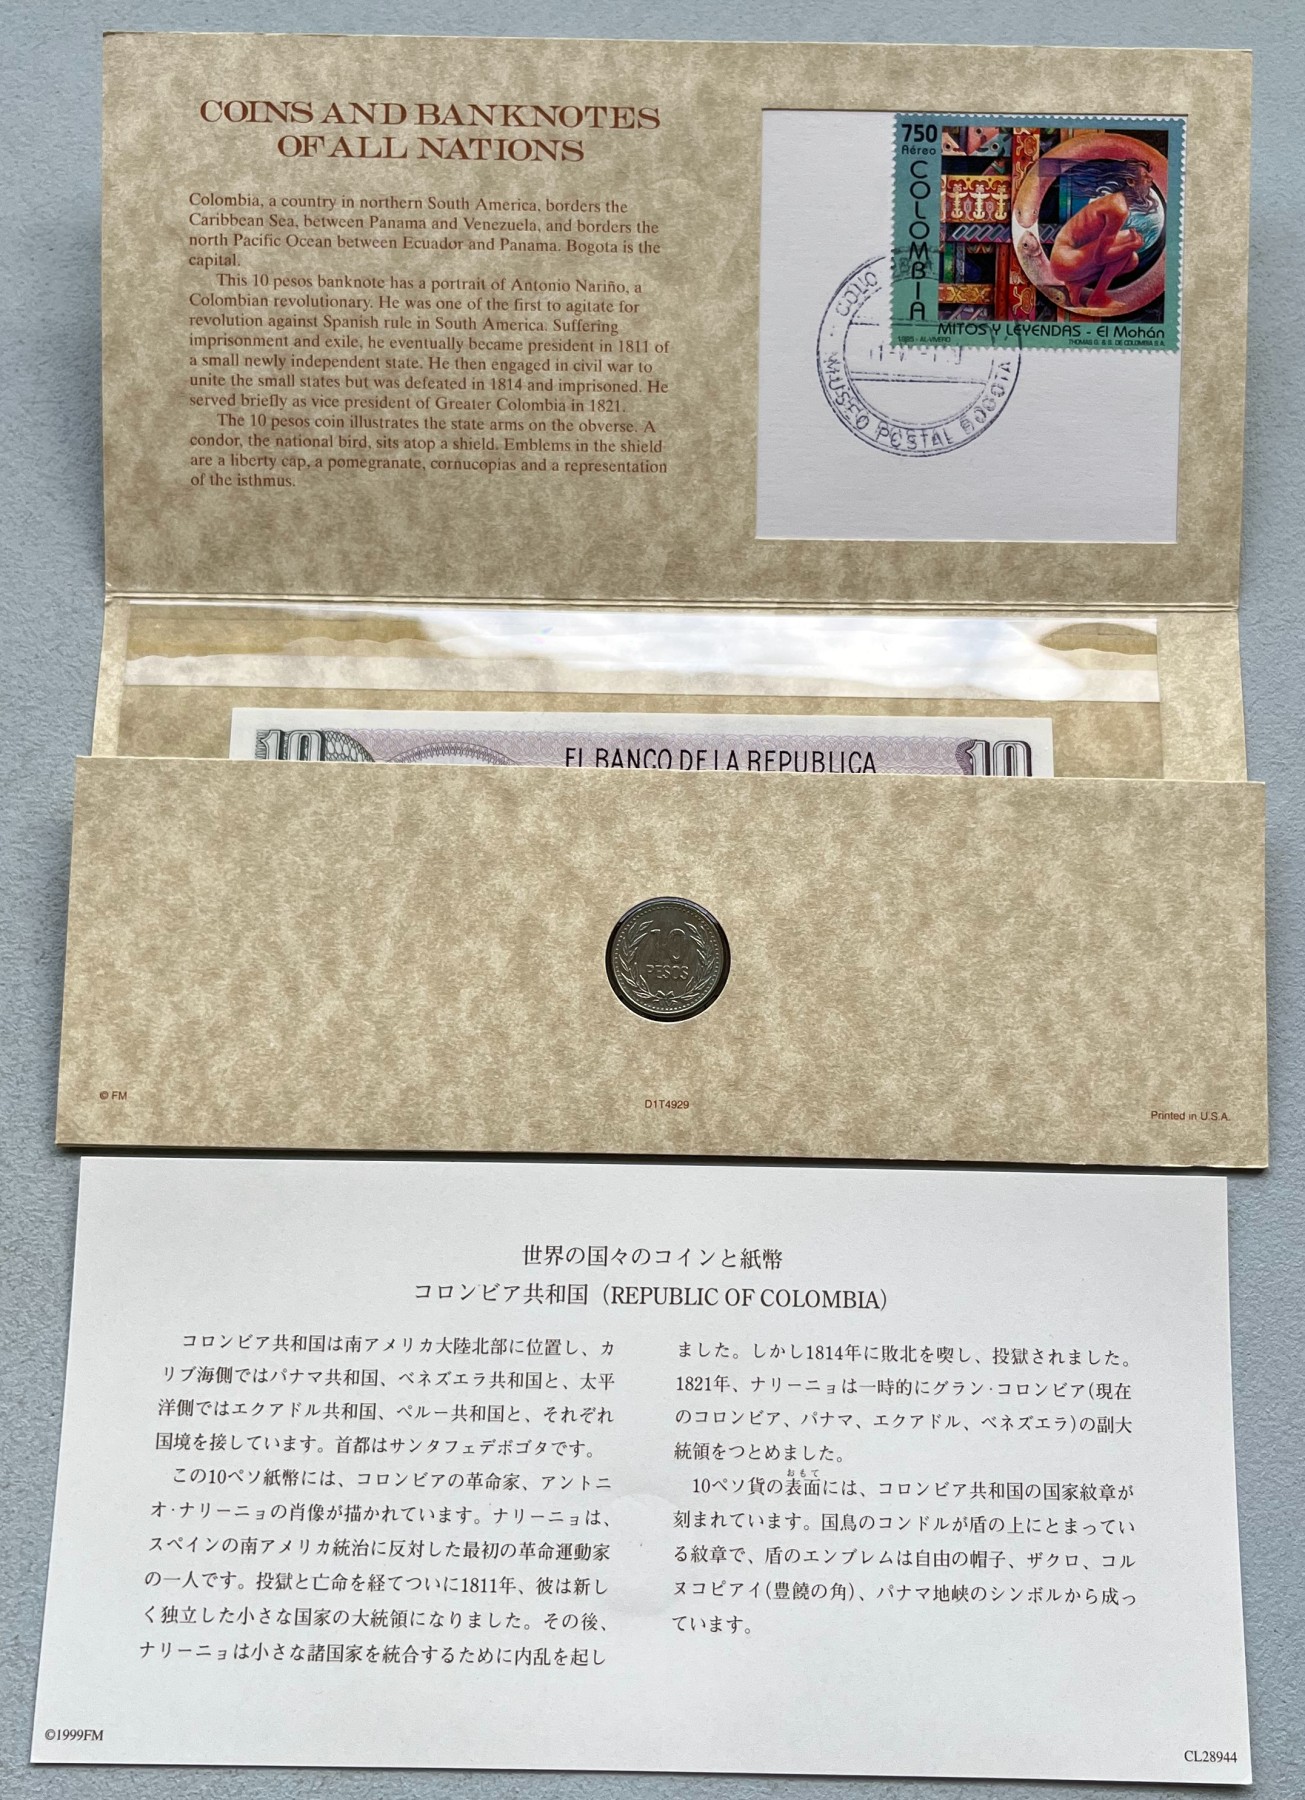 COINS AND BANKNOTES
OF ALL NATIONS
Colombia, a country in northern South America, borders the
Caribbean Sea, between Panama and Venezuela, and borders the
north Pacific Ocean between Ecuador and Panama. Bogota is the
capital.
This 10 pesos banknote has a portrait of Antonio Nariño, a
Colombian revolutionary. He was one of the first to agitate for
revolution against Spanish rule in South America. Suffering
imprisonment and exile, he eventually became president in 1811 of
a small newly independent state. He then engaged in civil war to
unite the small states but was defeated in 1814 and imprisoned. He
served briefly as vice president of Greater Colombia in 1821.
The 10 pesos coin illustrates the state arms on the obverse. A
condor, the national bird, sits atop a shield. Emblems in the shield
are a liberty cap, a pomegranate, cornucopias and a representation
of the isthmus.
750
Aéreo
COLOMBIA
MITOS Y LEYENDAS - El Mohán
THOMAS G. & S. DE COLOMBIA S.A.
MUSEO POSTAL BOGOTA
10 EL BANCO DE LA REPUBLICA 10
10
PESOS
© FM
D1T4929
Printed in U.S.A.
世界の国々のコインと紙幣
コロンビア共和国（REPUBLIC OF COLOMBIA）
コロンビア共和国は南アメリカ大陸北部に位置し、カ
リブ海側ではパナマ共和国、ベネズエラ共和国と、太平
洋側ではエクアドル共和国、ペルー共和国と、それぞれ
国境を接しています。首都はサンタフェデボゴタです。
この10ペソ紙幣には、コロンビアの革命家、アントニ
オ・ナリーニョの肖像が描かれています。ナリーニョは、
スペインの南アメリカ統治に反対した最初の革命運動家
の一人です。投獄と亡命を経てついに1811年、彼は新し
く独立した小さな国家の大統領になりました。その後、
ナリーニョは小さな諸国家を統合するために内乱を起し
ました。しかし1814年に敗北を喫し、投獄されました。
1821年、ナリーニョは一時的にグラン・コロンビア(現在
のコロンビア、パナマ、エクアドル、ベネズエラ)の副大
統領をつとめました。
おもて
10ペソ貨の表面には、コロンビア共和国の国家紋章が
刻まれています。国鳥のコンドルが盾の上にとまってい
る紋章で、盾のエンブレムは自由の帽子、ザクロ、コル
ヌコピアイ(豊饒の角)、パナマ地峡のシンボルから成っ
ています。
©1999FM
CL28944